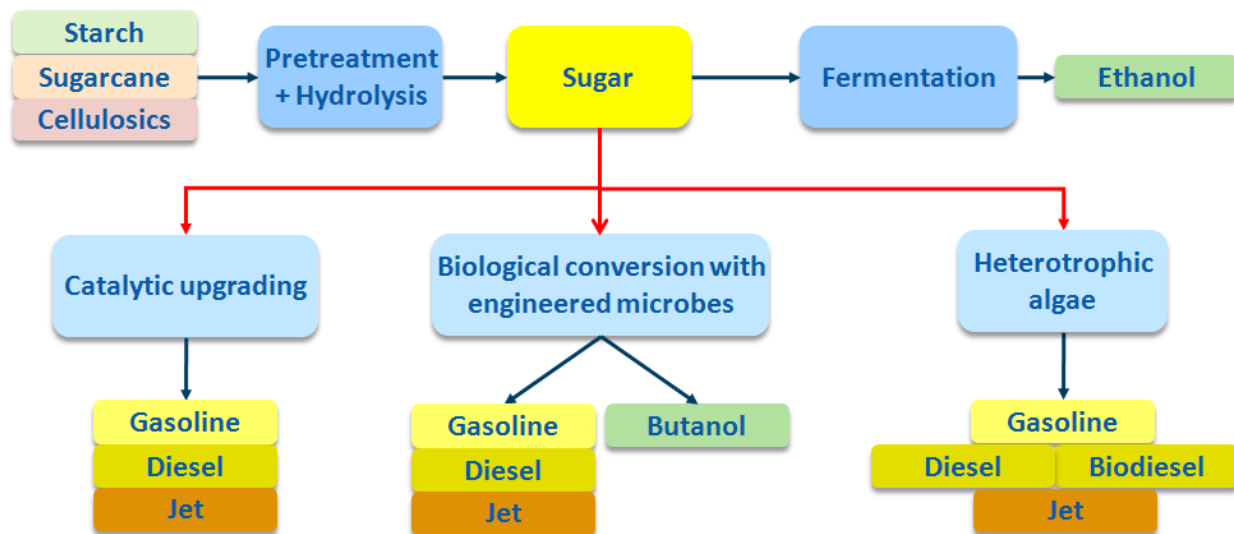 Starch
Sugarcane
Cellulosics
Pretreatment
+ Hydrolysis
Sugar
Fermentation
Ethanol
Catalytic upgrading
Biological conversion with
engineered microbes
Heterotrophic
algae
Gasoline
Diesel
Jet
Gasoline
Diesel
Jet
Butanol
Gasoline
Diesel
Biodiesel
Jet